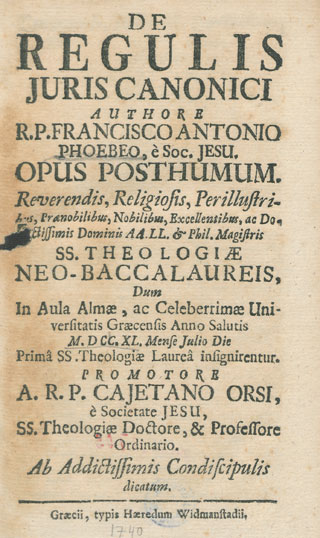 DE
REGULIS
JURIS CANONICI
AUTHORE
R.P. FRANCISCO ANTONIO
PHOEBEO, è Soc. JESU.
OPUS POSTHUMUM.
Reverendis, Religiosis, Perillustri-
Prænobilibus, Nobilibus, Excellentibus, ac Do-
ctissimis Dominis AA.LL. & Phil. Magistris
SS. THEOLOGIÆ
NEO-BACCALAUREIS,
Dum
In Aula Almæ, ac Celeberrimæ Uni-
versitatis Græcensis Anno Salutis
M. DCC. XL. Mense Julio Die
Primâ SS. Theologiæ Laureâ insignirentur.
PROMOTORE
A. R. P. CAJETANO ORSI,
è Societate JESU,
SS. Theologiæ Doctore, & Professore
Ordinario.
Ab Addictissimis Condiscipulis
dicatum.
Græcii, typis Hæredum Widmanstadii,
1740